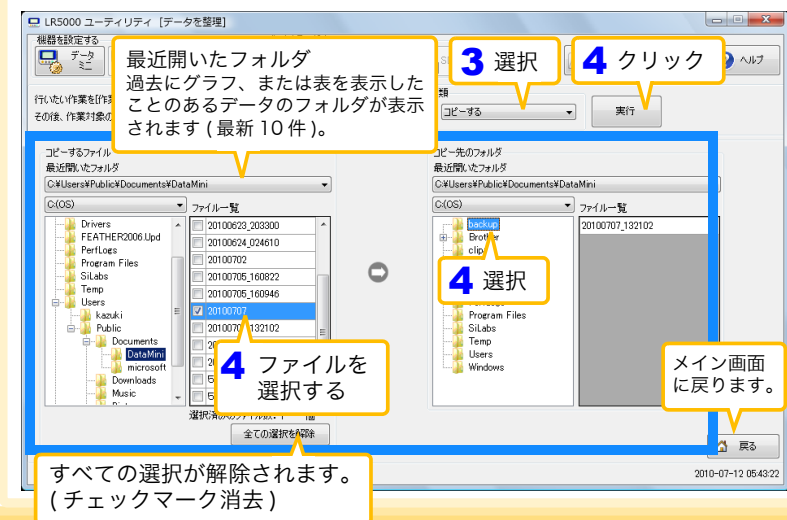 LR5000 ユーティリティ [データを整理]
機器を設定する
データ
ミニ
ヘルプ
最近開いたフォルダ
過去にグラフ、または表を表示した
ことのあるデータのフォルダが表示
されます ( 最新 10 件 )。
3 選択
4 クリック
行いたい作業を[作
その後、作業対象の
類
コピーする
実行
コピーするファイル
最近開いたフォルダ
C:¥Users¥Public¥Documents¥DataMini
C:(OS)
ファイル一覧
Drivers
FEATHER2006.Upd
PerfLogs
Program Files
SiLabs
Temp
Users
kazuki
Public
Documents
DataMini
microsoft
Downloads
Music
20100623_203300
20100624_024610
20100702
20100705_160822
20100705_160946
20100707
4 ファイルを
選択する
全ての選択を解除
すべての選択が解除されます。
( チェックマーク消去 )
コピー先のフォルダ
最近開いたフォルダ
C:¥Users¥Public¥Documents¥DataMini
C:(OS)
ファイル一覧
backup
Brother
20100707_132102
4 選択
Program Files
SiLabs
Temp
Users
Windows
メイン画面
に戻ります。
戻る
2010-07-12 05:43:22